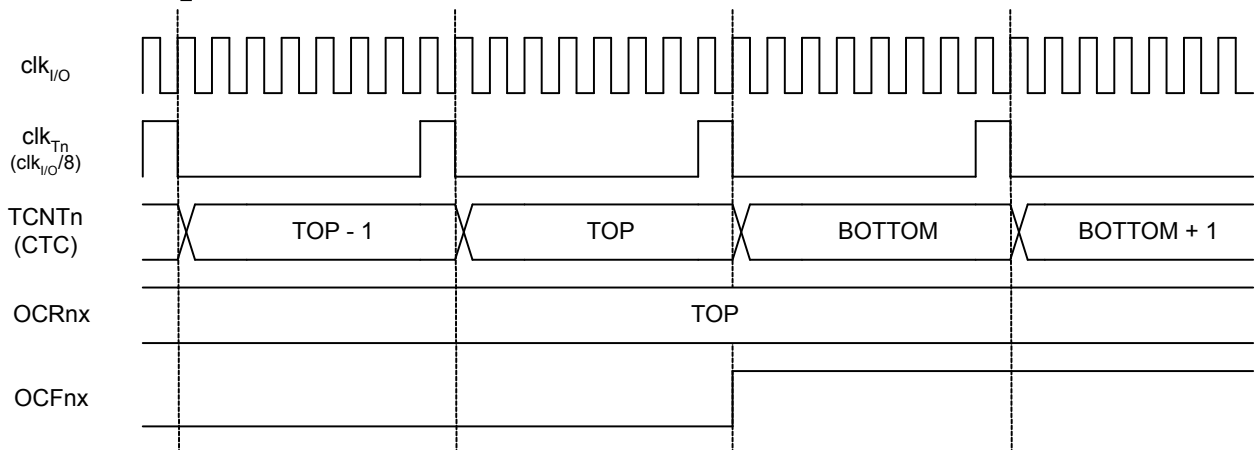 clkI/O
clkTn
(clkI/O/8)
TCNTn
(CTC)
TOP - 1
TOP
BOTTOM
BOTTOM + 1
OCRnx
TOP
OCFnx